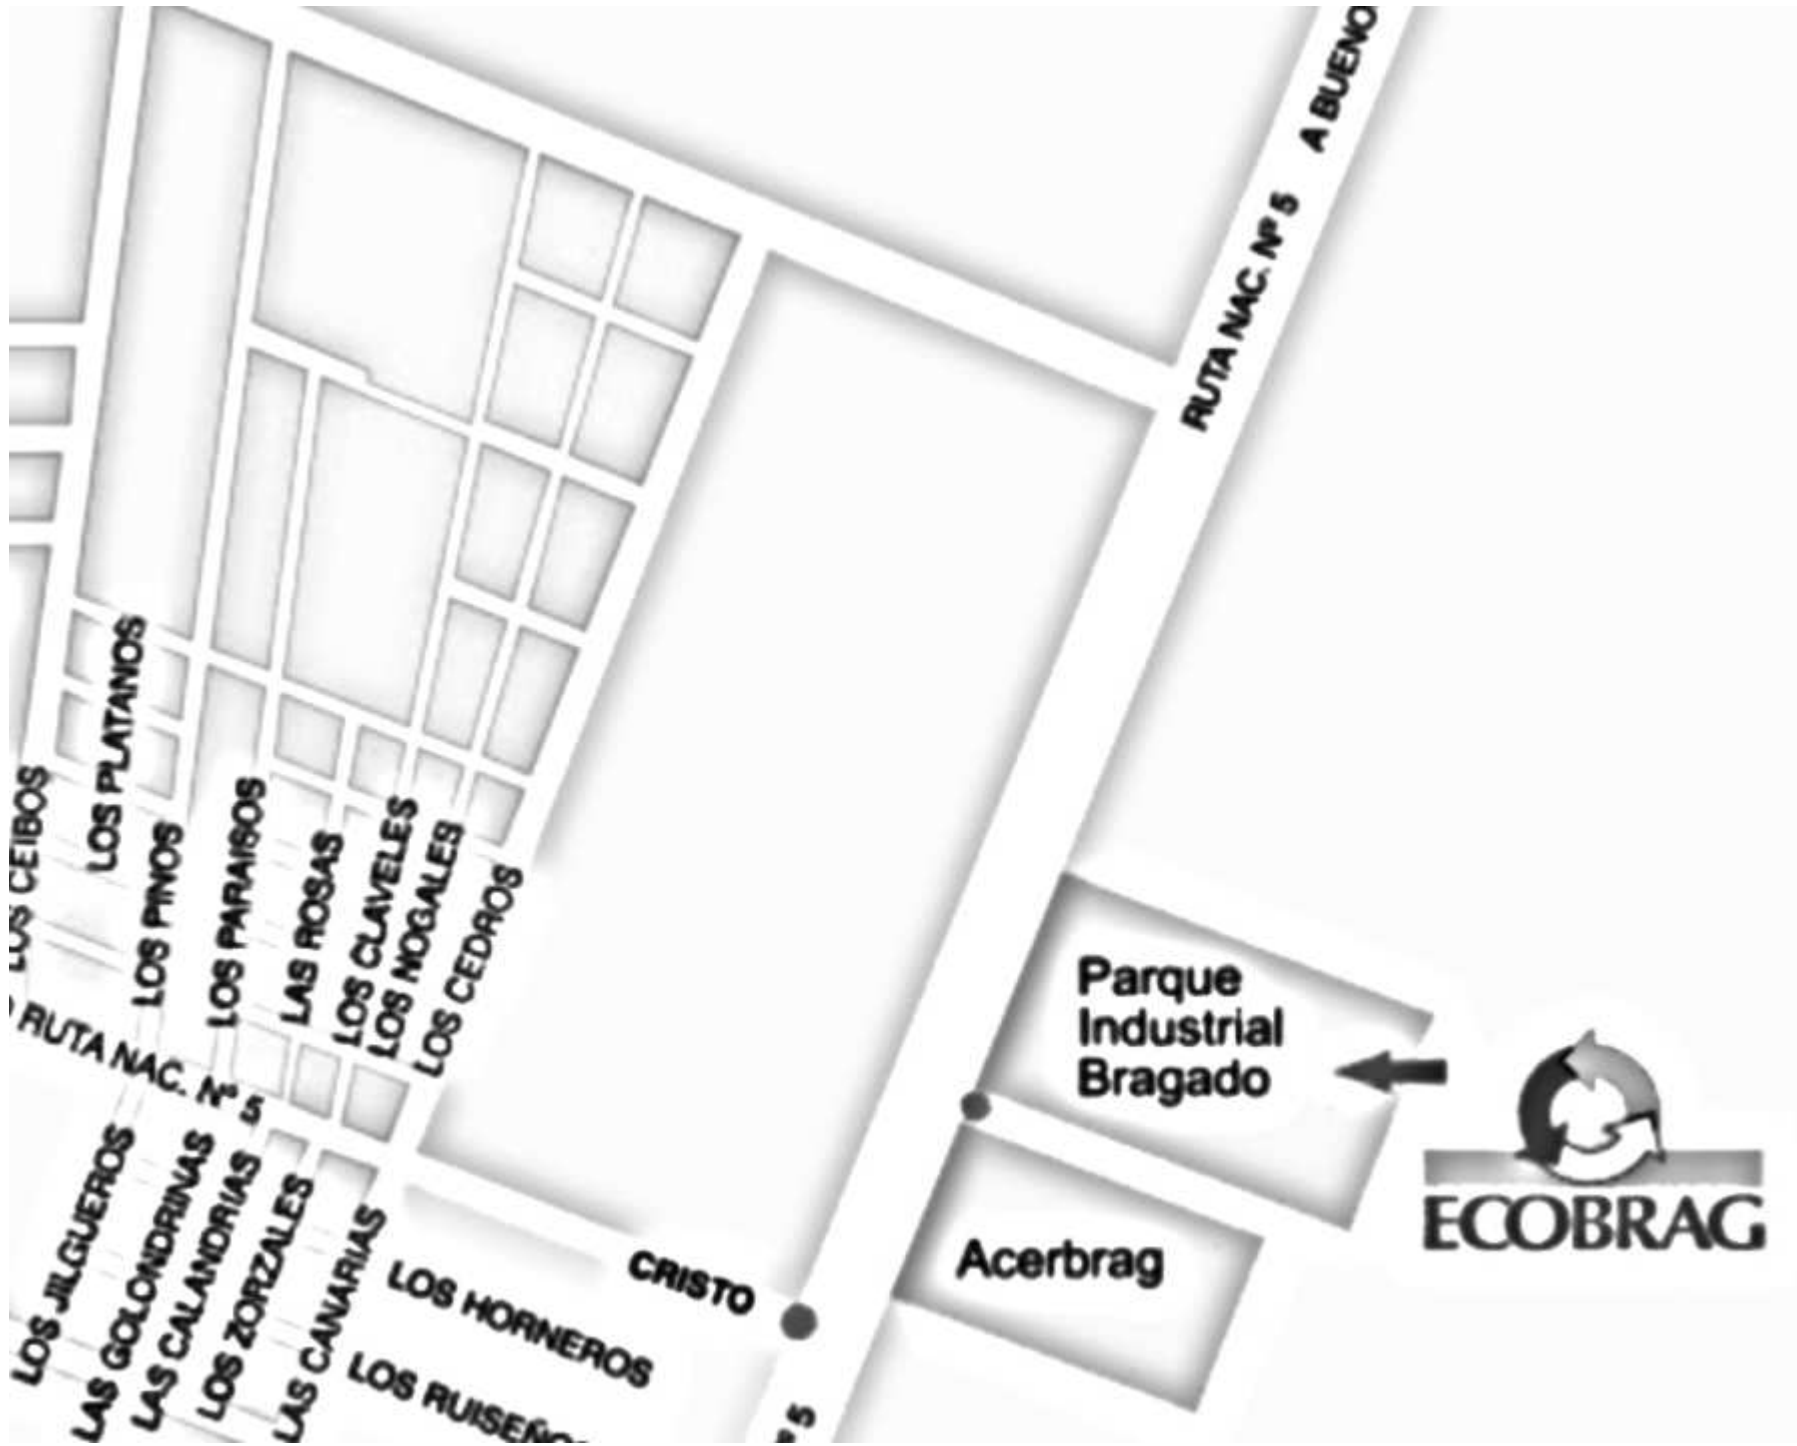 A BUENO
RUTA NAC. Nº 5
LOS PLATANOS
LOS CEIBOS
LOS
LOS PINOS
LOS PARAISOS
LAS ROSAS
LOS CLAVELES
LOS NOGALES
LOS CEDROS
RUTA NAC. Nº 5
Parque
Industrial
Bragado
ECOBRAG
Acerbrag
CRISTO
LOS HORNEROS
LOS RUISEÑO
LOS JILGUEROS
LAS GOLONDRINAS
LAS CALANDRIAS
LOS ZORZALES
LAS CANARIAS
º 5